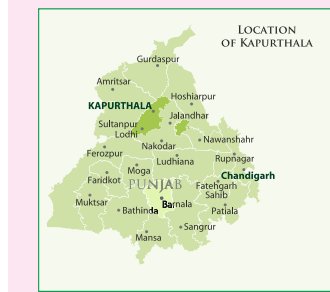 LOCATION
OF KAPURTHALA
Gurdaspur
Amritsar
Hoshiarpur
KAPURTHALA
Jalandhar
Sultanpur
Lodhi
Nawanshahr
Nakodar
Ferozpur
Ludhiana
Rupnagar
Moga
Chandigarh
Faridkot
PUNJAB
Fatehgarh
Sahib
Muktsar
Barnala
Bathinda
Patiala
Sangrur
Mansa